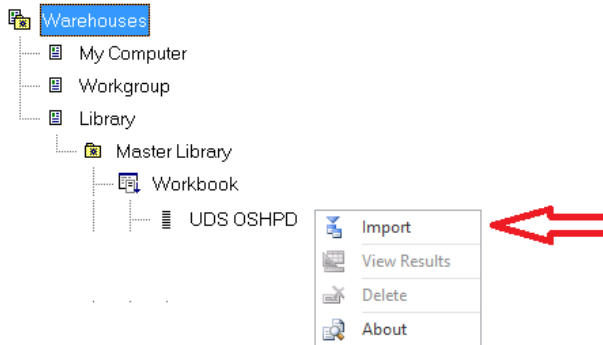 Warehouses
My Computer
Workgroup
Library
Master Library
Workbook
UDS OSHPD
Import
View Results
Delete
About